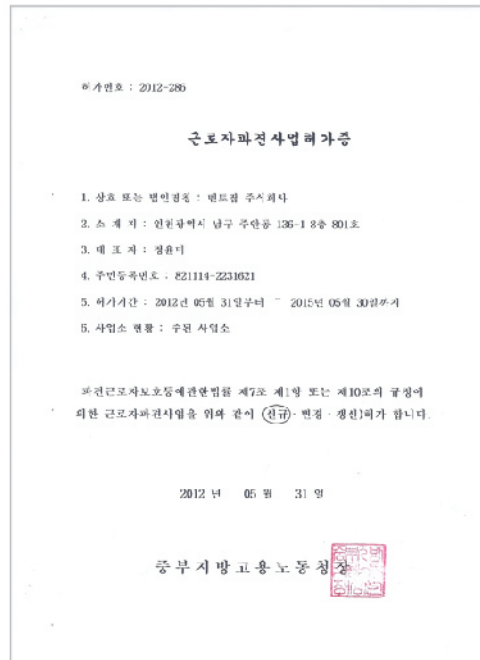 허가번호 : 2012-286
근로자파견사업허가증
1. 상호 또는 법인명칭 : 멘토잡 주식회사
2. 소 재 지 : 인천광역시 남구 주안동 136-1 8층 801호
3. 대 표 자 : 정윤미
4. 주민등록번호 : 821114-2231621
5. 허가기간 : 2012년 05월 31일부터 ~ 2015년 05월 30일까지
6. 사업소 현황 : 주된 사업소
파견근로자보호등에관한법률 제7조 제1항 또는 제10조의 규정에
의한 근로자파견사업을 위와 같이 (신규· 변경 · 갱신)허가 합니다.
2012 년 05 월 31 일
중부지방고용노동청장